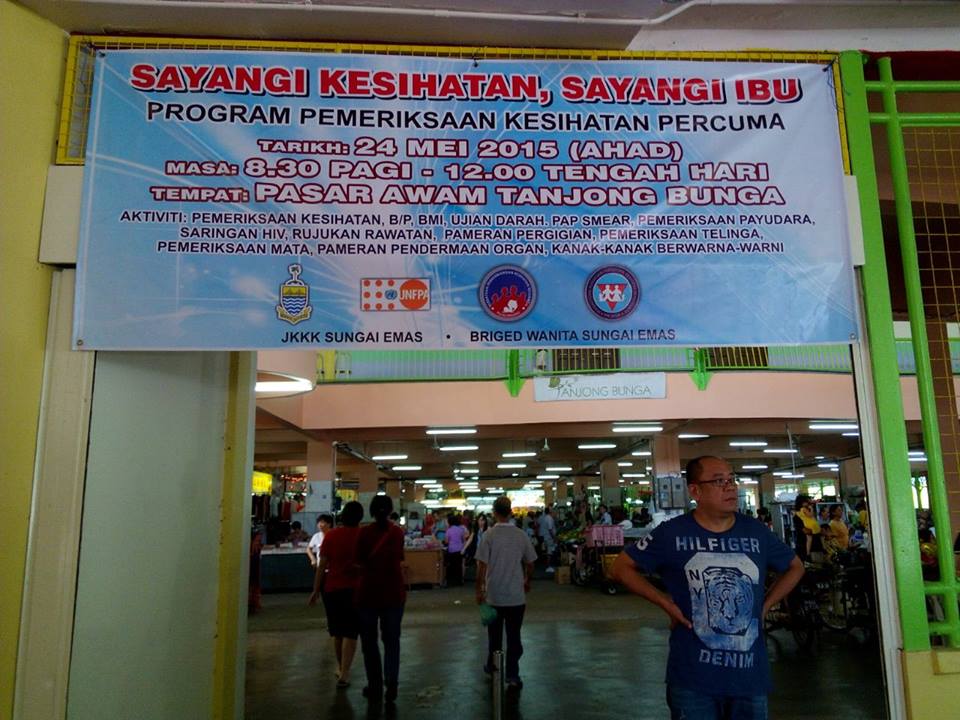 SAYANGI KESIHATAN, SAYANGI IBU
PROGRAM PEMERIKSAAN KESIHATAN PERCUMA
TARIKH: 24 MEI 2015 (AHAD)
MASA: 8.30 PAGI - 12.00 TENGAH HARI
TEMPAT: PASAR AWAM TANJONG BUNGA
AKTIVITI: PEMERIKSAAN KESIHATAN, B/P, BMI, UJIAN DARAH, PAP SMEAR, PEMERIKSAAN PAYUDARA,
SARINGAN HIV, RUJUKAN RAWATAN, PAMERAN PERGIGIAN, PEMERIKSAAN TELINGA,
PEMERIKSAAN MATA, PAMERAN PENDERMAAN ORGAN, KANAK-KANAK BERWARNA-WARNI
UNFPA
JKKK SUNGAI EMAS • BRIGED WANITA SUNGAI EMAS
TANJONG BUNGA
HILFIGER
NY
DENIM